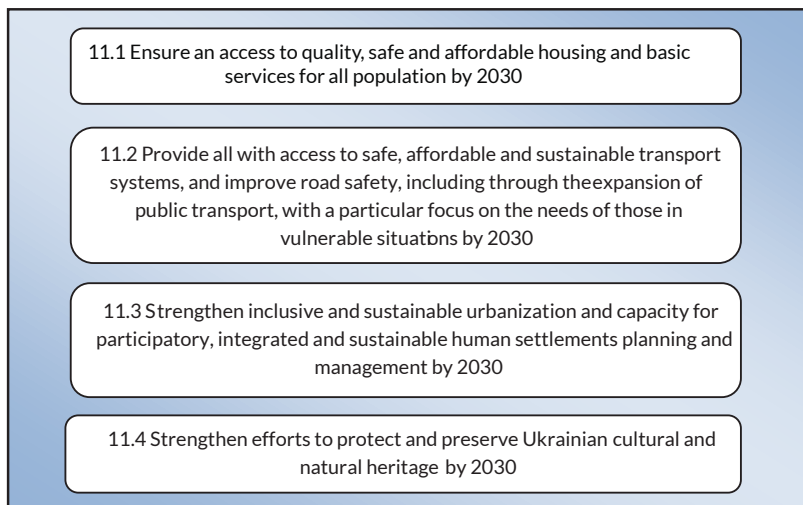 11.1 Ensure an access to quality, safe and affordable housing and basic
services for all population by 2030
11.2 Provide all with access to safe, affordable and sustainable transport
systems, and improve road safety, including through theexpansion of
public transport, with a particular focus on the needs of those in
vulnerable situations by 2030
11.3 Strengthen inclusive and sustainable urbanization and capacity for
participatory, integrated and sustainable human settlements planning and
management by 2030
11.4 Strengthen efforts to protect and preserve Ukrainian cultural and
natural heritage by 2030